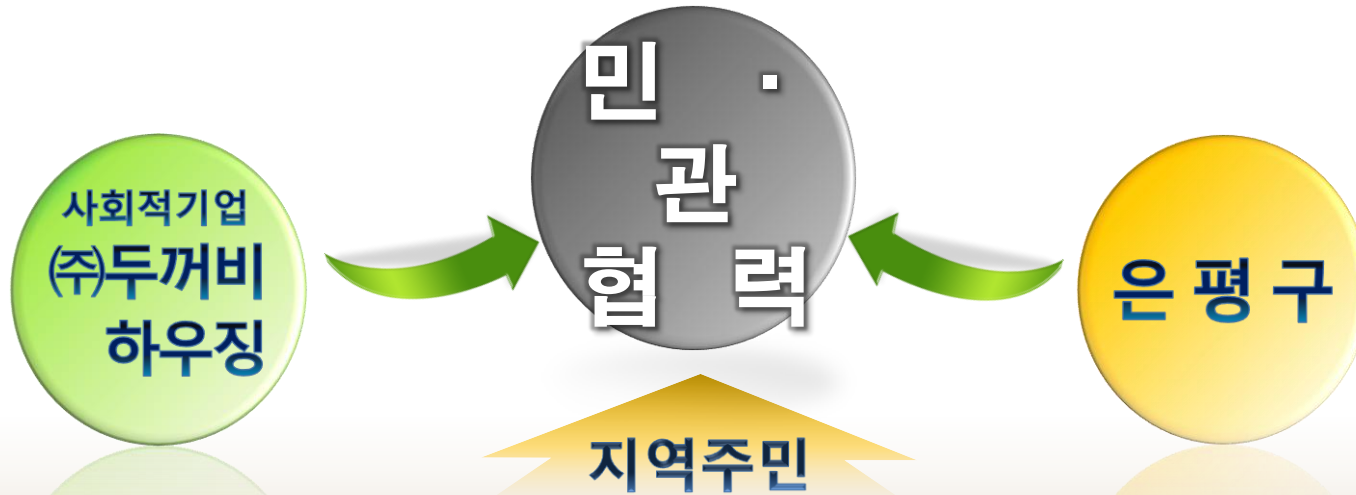 민 ·
관
협 력
사회적기업
㈜두꺼비
하우징
은 평 구
지역주민